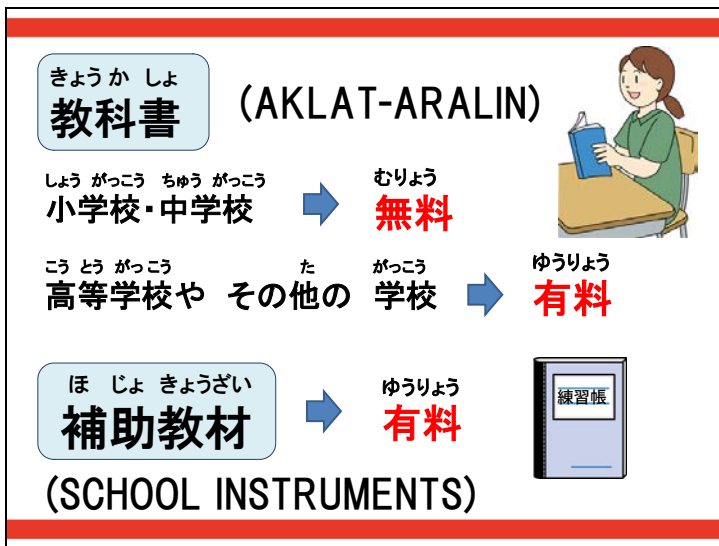 きょうか しょ
教科書 (AKLAT-ARALIN)
しょう がっこう ちゅう がっこう むりょう
小学校・中学校 無料
こう とう がっこう た がっこう ゆうりょう
高等学校や その他の 学校 有料
ほ じょ きょうざい ゆうりょう
補助教材 有料
練習帳
(SCHOOL INSTRUMENTS)